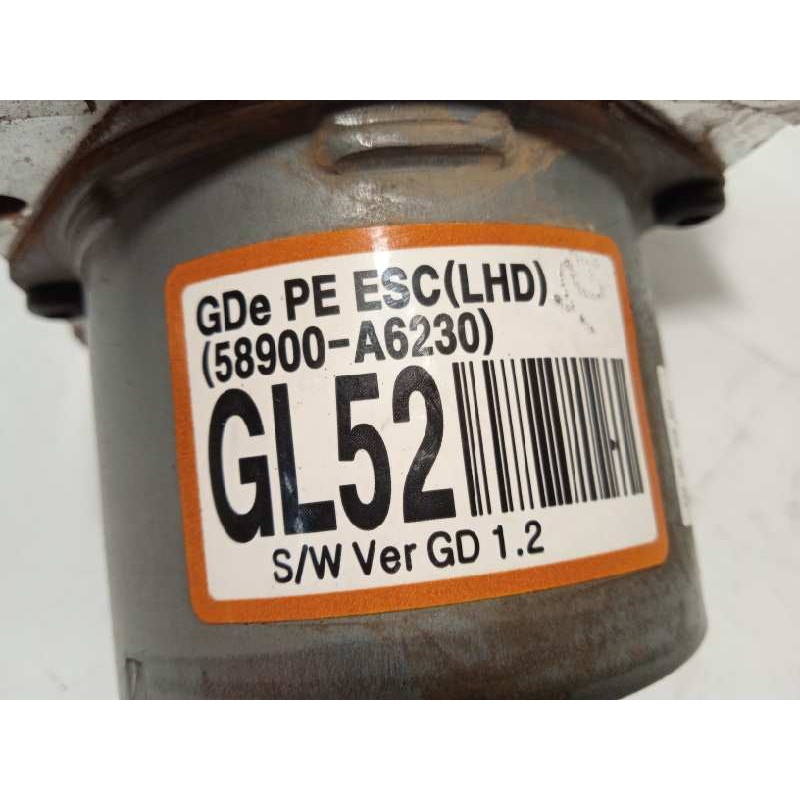 GDe PE ESC(LHD)
(58900-A6230)
GL52
S/W Ver GD 1.2